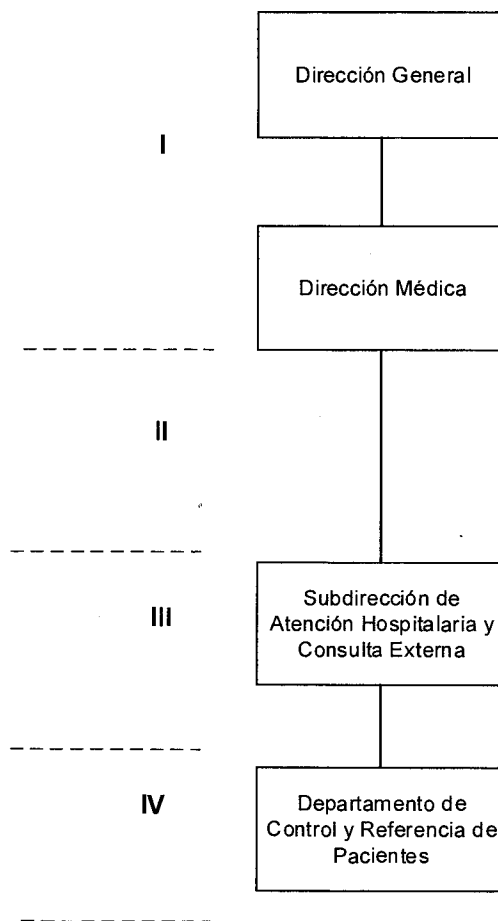 Dirección General
I
Dirección Médica
II
III
Subdirección de
Atención Hospitalaria y
Consulta Externa
IV
Departamento de
Control y Referencia de
Pacientes